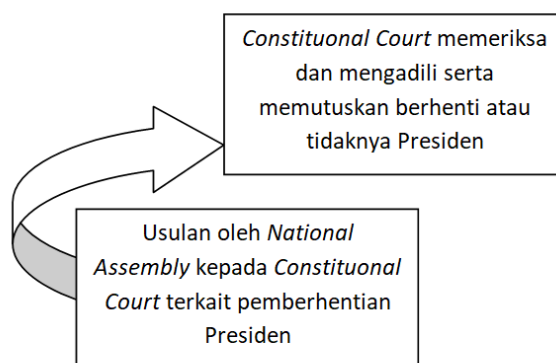 Constituonal Court memeriksa
dan mengadili serta
memutuskan berhenti atau
tidaknya Presiden
Usulan oleh National
Assembly kepada Constituonal
Court terkait pemberhentian
Presiden